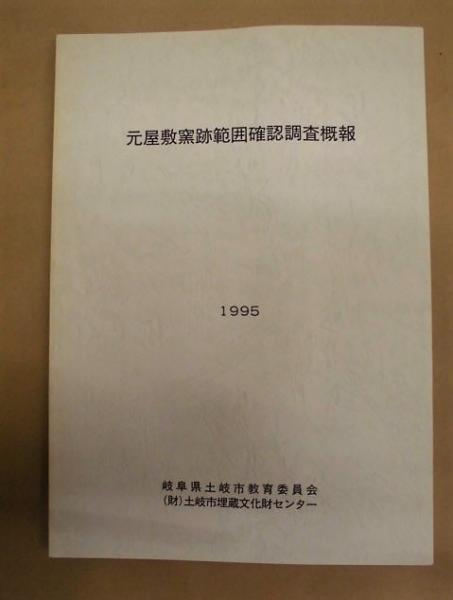 元屋敷窯跡範囲確認調査概報
1995
岐阜県土岐市教育委員会
(財)土岐市埋蔵文化財センター